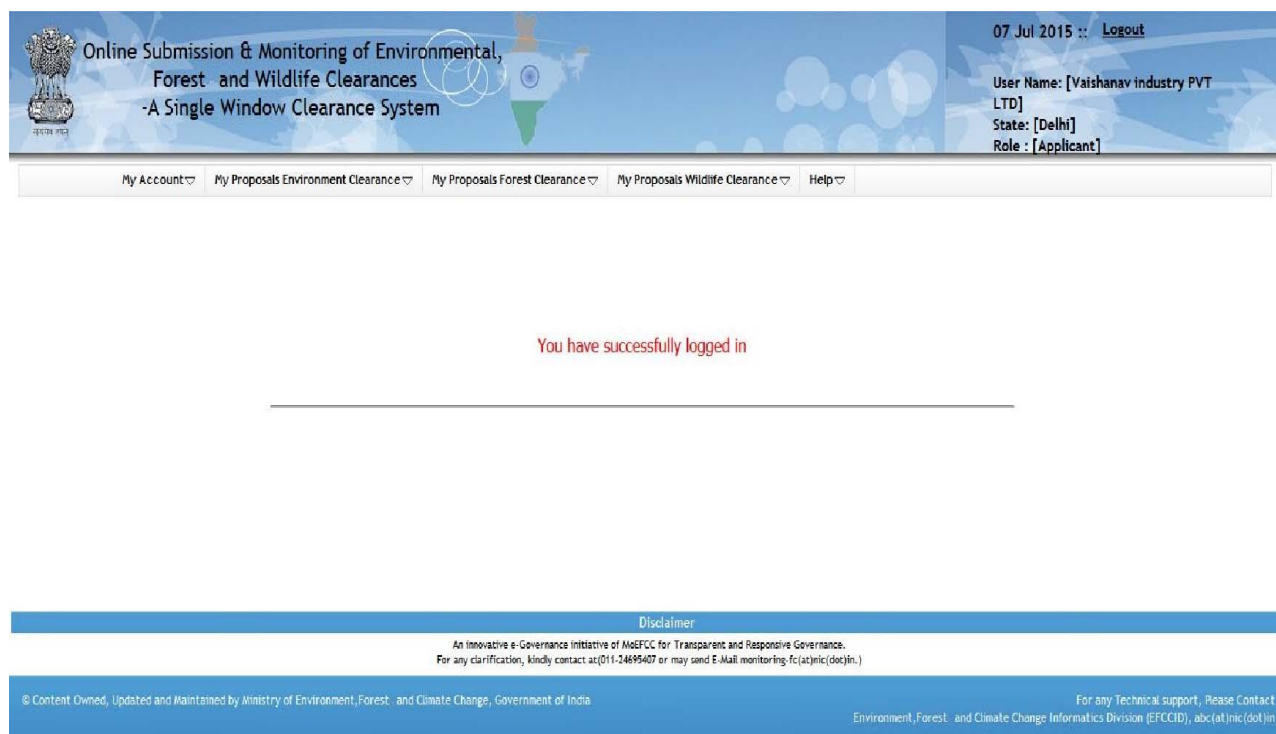 Online Submission & Monitoring of Environmental,
Forest and Wildlife Clearances
-A Single Window Clearance System
सत्यमेव जयते
07 Jul 2015 :: Logout
User Name: [Vaishanav industry PVT
LTD]
State: [Delhi]
Role : [Applicant]
My Account My Proposals Environment Clearance My Proposals Forest Clearance My Proposals Wildlife Clearance Help
You have successfully logged in
Disclaimer
An innovative e-Governance initiative of MoEFCC for Transparent and Responsive Governance.
For any clarification, kindly contact at(011-24695407 or may send E-Mail monitoring-fc(at)nic(dot)in.)
© Content Owned, Updated and Maintained by Ministry of Environment,Forest and Climate Change, Government of India
For any Technical support, Please Contact
Environment,Forest and Climate Change Informatics Division (EFCCID), abc(at)nic(dot)in